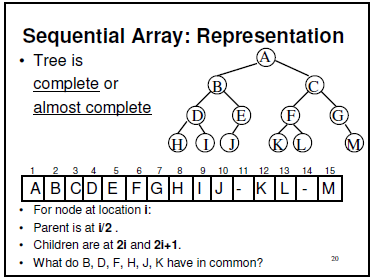 Sequential Array: Representation
• Tree is
complete or
almost complete
A
B C
D E F G
H I J K L M
1 2 3 4 5 6 7 8 9 10 11 12 13 14 15
A B C D E F G H I J - K L - M
• For node at location i:
• Parent is at i/2 .
• Children are at 2i and 2i+1.
• What do B, D, F, H, J, K have in common?
20